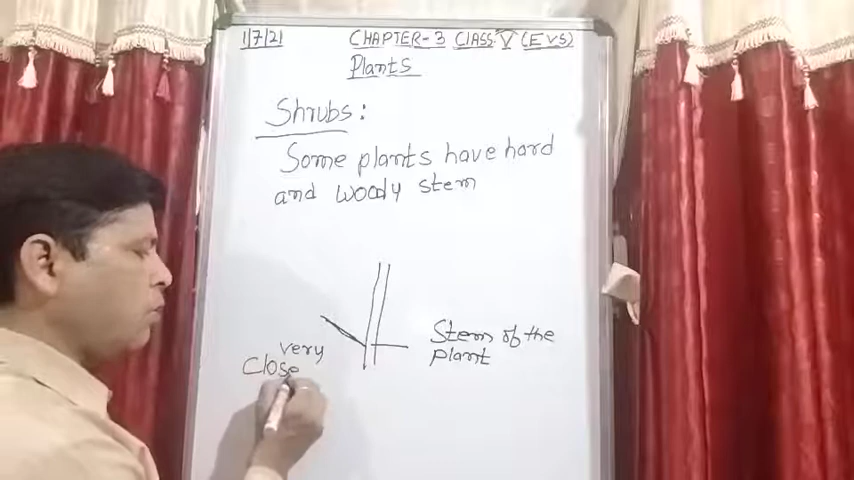 1/7/21 CHAPTER-3 CLASS-V (EVS)
Plants
Shrubs:
Some plants have hard
and woody stem
Stem of the
plant
very
Close